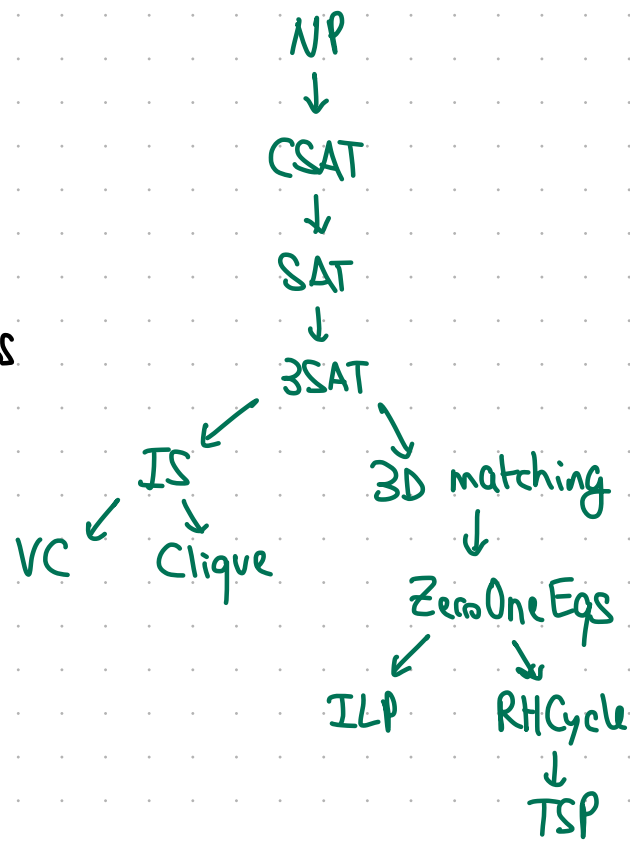 NP
CSAT
SAT
3SAT
IS
3D matching
VC
Clique
ZeroOneEqs
ILP
RHCycle
TSP